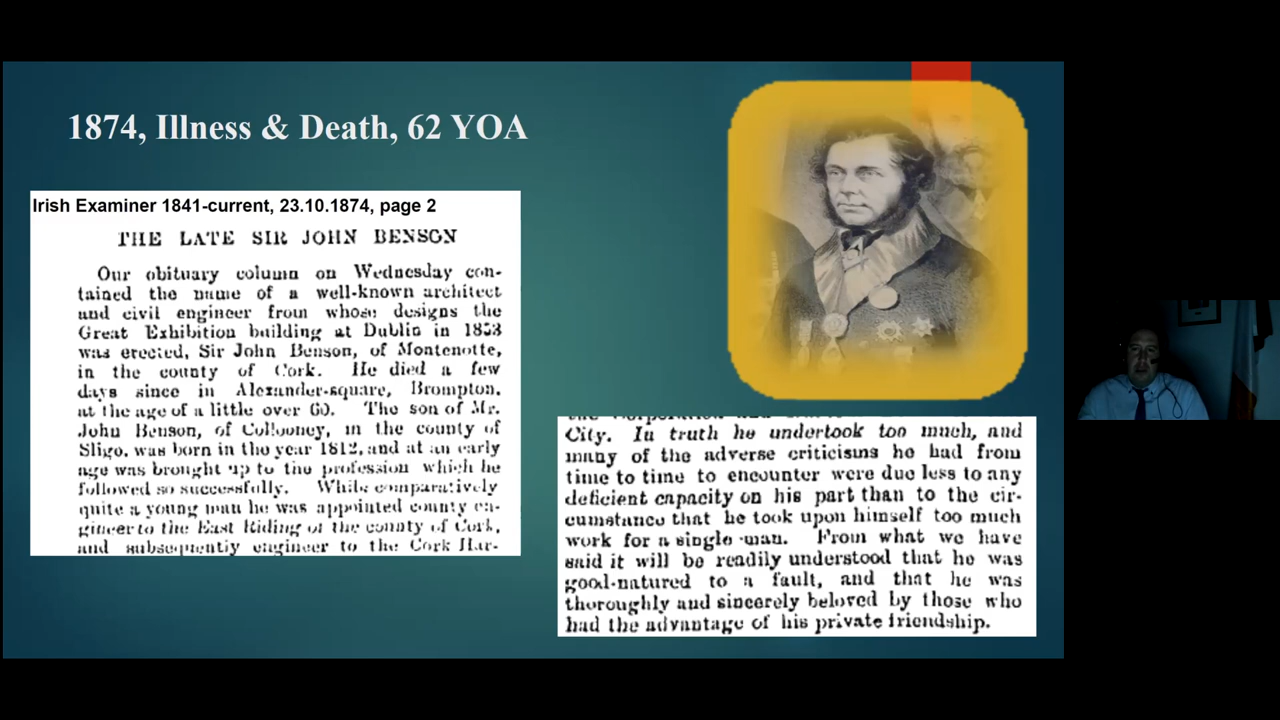 1874, Illness & Death, 62 YOA
Irish Examiner 1841-current, 23.10.1874, page 2
THE LATE SIR JOHN BENSON
Our obituary column on Wednesday con-
tained the name of a well-known architect
and civil engineer from whose designs the
Great Exhibition building at Dublin in 1853
was erected, Sir John Benson, of Montenotte,
in the county of Cork. He died a few
days since in Alexander-square, Brompton,
at the age of a little over 60. The son of Mr.
John Benson, of Collooney, in the county of
Sligo, was born in the year 1812, and at an early
age was brought up to the profession which he
followed so successfully. While comparatively
quite a young man he was appointed county en-
gineer to the East Riding of the county of Cork,
and subsequently engineer to the Cork Har-
the Corporation and
City. In truth he undertook too much, and
many of the adverse criticisms he had from
time to time to encounter were due less to any
deficient capacity on his part than to the cir-
cumstance that he took upon himself too much
work for a single man. From what we have
said it will be readily understood that he was
good-natured to a fault, and that he was
thoroughly and sincerely beloved by those who
had the advantage of his private friendship.